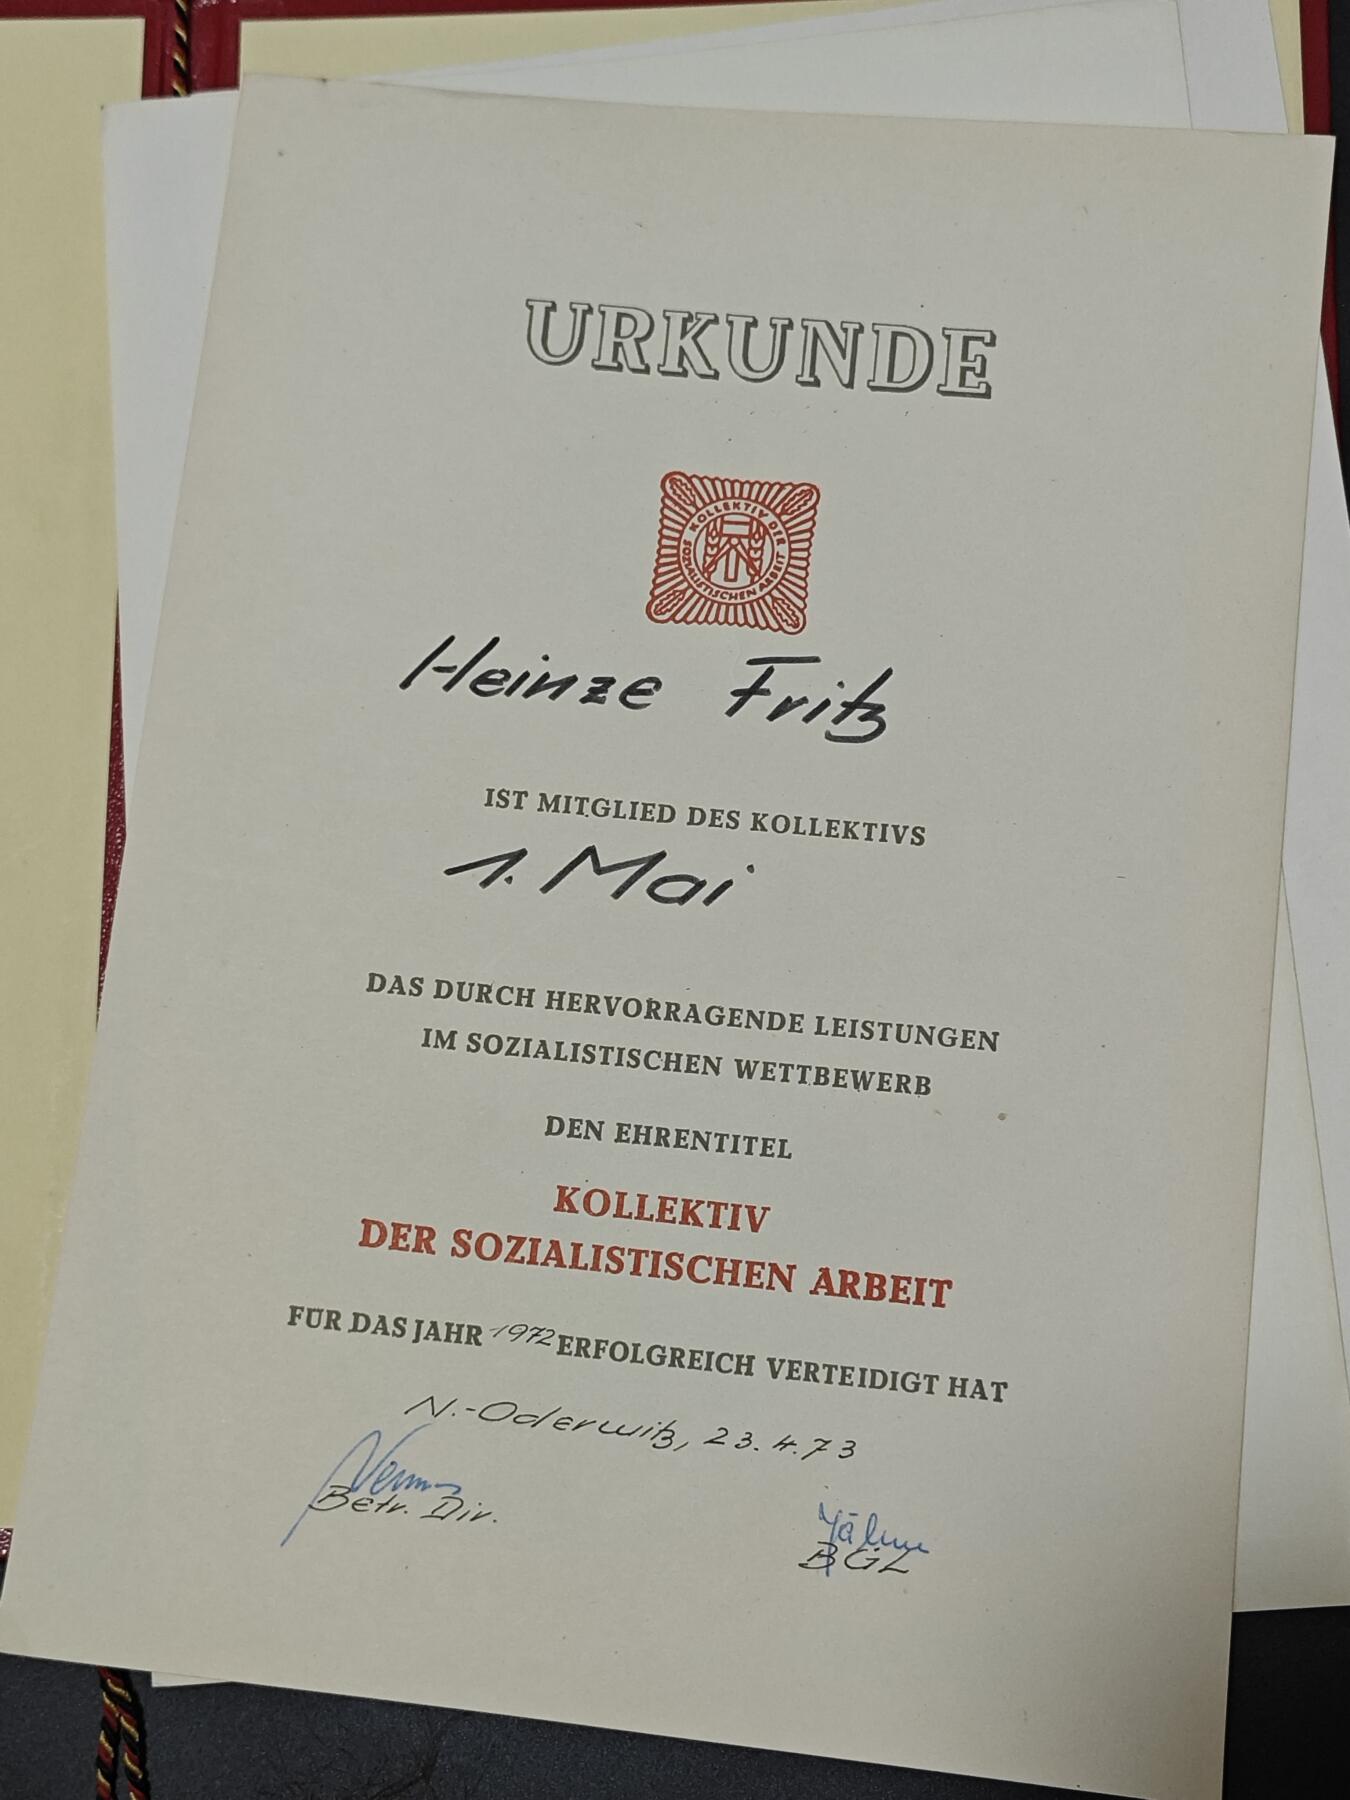 URKUNDE
KOLLEKTIV DER
SOZIALISTISCHEN ARBEIT
Heinze Fritz
IST MITGLIED DES KOLLEKTIVS
1. Mai
DAS DURCH HERVORRAGENDE LEISTUNGEN
IM SOZIALISTISCHEN WETTBEWERB
DEN EHRENTITEL
KOLLEKTIV
DER SOZIALISTISCHEN ARBEIT
FÜR DAS JAHR 1972 ERFOLGREICH VERTEIDIGT HAT
N.-Oderwitz, 23.4.73
Betr. Dir.
BGL